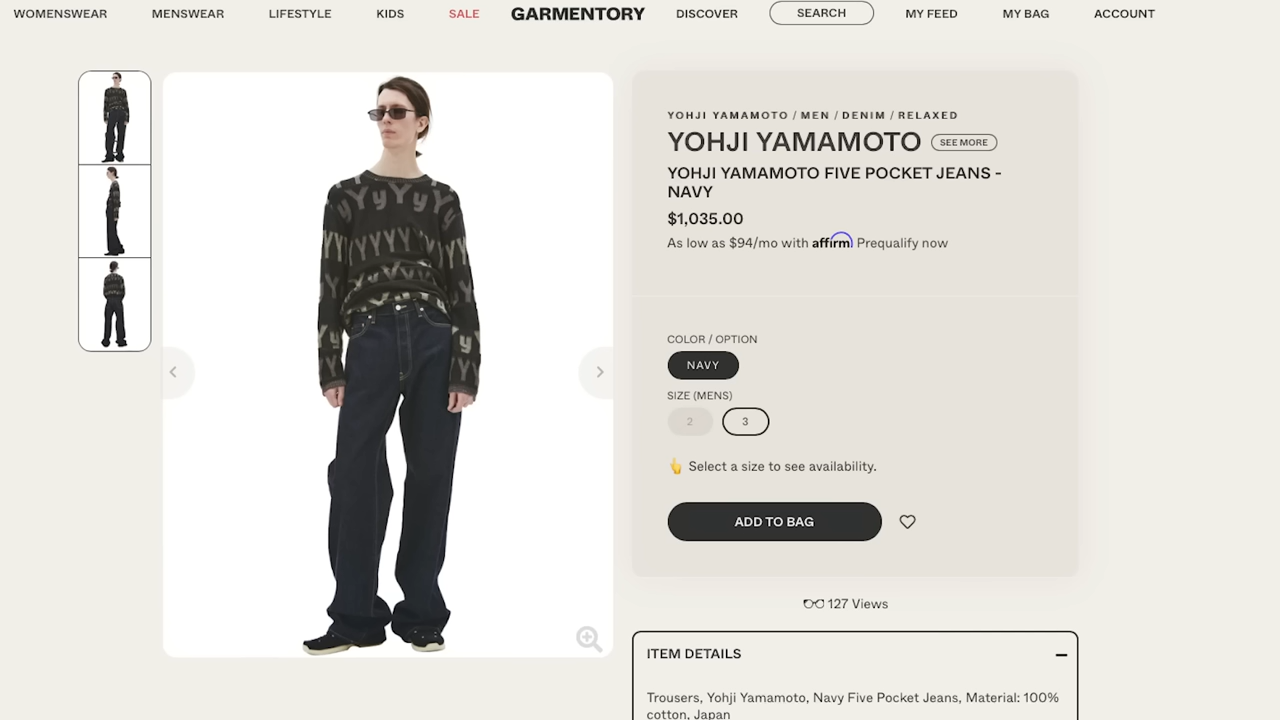 WOMENSWEAR MENSWEAR LIFESTYLE KIDS SALE GARMENTORY DISCOVER SEARCH MY FEED MY BAG ACCOUNT
YOHJI YAMAMOTO / MEN / DENIM / RELAXED
YOHJI YAMAMOTO SEE MORE
YOHJI YAMAMOTO FIVE POCKET JEANS -
NAVY
$1,035.00
As low as $94/mo with affirm Prequalify now
COLOR / OPTION
NAVY
SIZE (MENS)
2 3
👆 Select a size to see availability.
ADD TO BAG
127 Views
ITEM DETAILS
Trousers, Yohji Yamamoto, Navy Five Pocket Jeans, Material: 100%
cotton, Japan